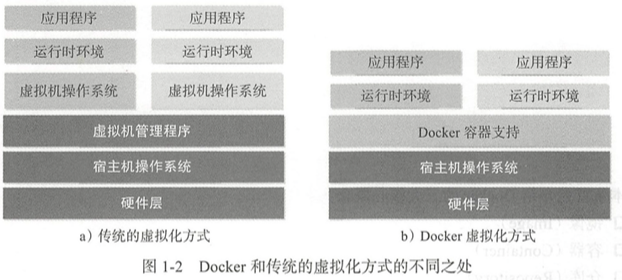 应用程序 应用程序
运行时环境 运行时环境
虚拟机操作系统 虚拟机操作系统
虚拟机管理程序
宿主机操作系统
硬件层
a）传统的虚拟化方式
应用程序 应用程序
运行时环境 运行时环境
Docker 容器支持
宿主机操作系统
硬件层
b）Docker 虚拟化方式
图 1-2 Docker 和传统的虚拟化方式的不同之处